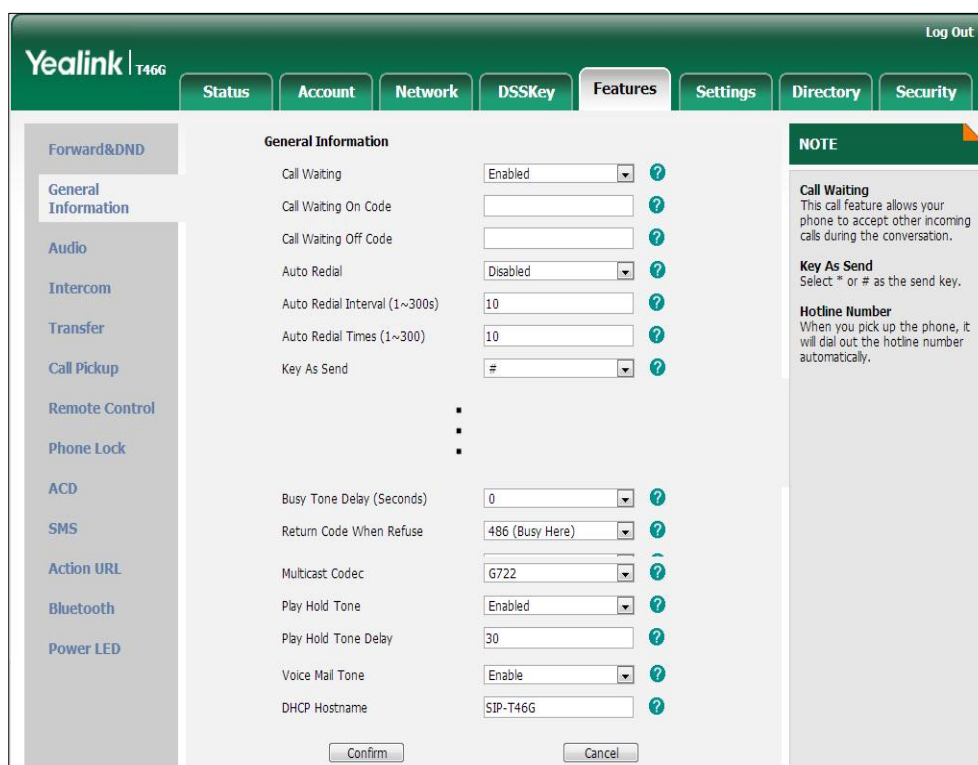 Log Out
Yealink T46G
Status Account Network DSSKey Features Settings Directory Security
Forward&DND
General
Information
Audio
Intercom
Transfer
Call Pickup
Remote Control
Phone Lock
ACD
SMS
Action URL
Bluetooth
Power LED
General Information
Call Waiting Enabled ?
Call Waiting On Code ?
Call Waiting Off Code ?
Auto Redial Disabled ?
Auto Redial Interval (1~300s) 10 ?
Auto Redial Times (1~300) 10 ?
Key As Send # ?
Busy Tone Delay (Seconds) 0 ?
Return Code When Refuse 486 (Busy Here) ?
Multicast Codec G722 ?
Play Hold Tone Enabled ?
Play Hold Tone Delay 30 ?
Voice Mail Tone Enable ?
DHCP Hostname SIP-T46G ?
Confirm Cancel
NOTE
Call Waiting
This call feature allows your
phone to accept other incoming
calls during the conversation.
Key As Send
Select * or # as the send key.
Hotline Number
When you pick up the phone, it
will dial out the hotline number
automatically.